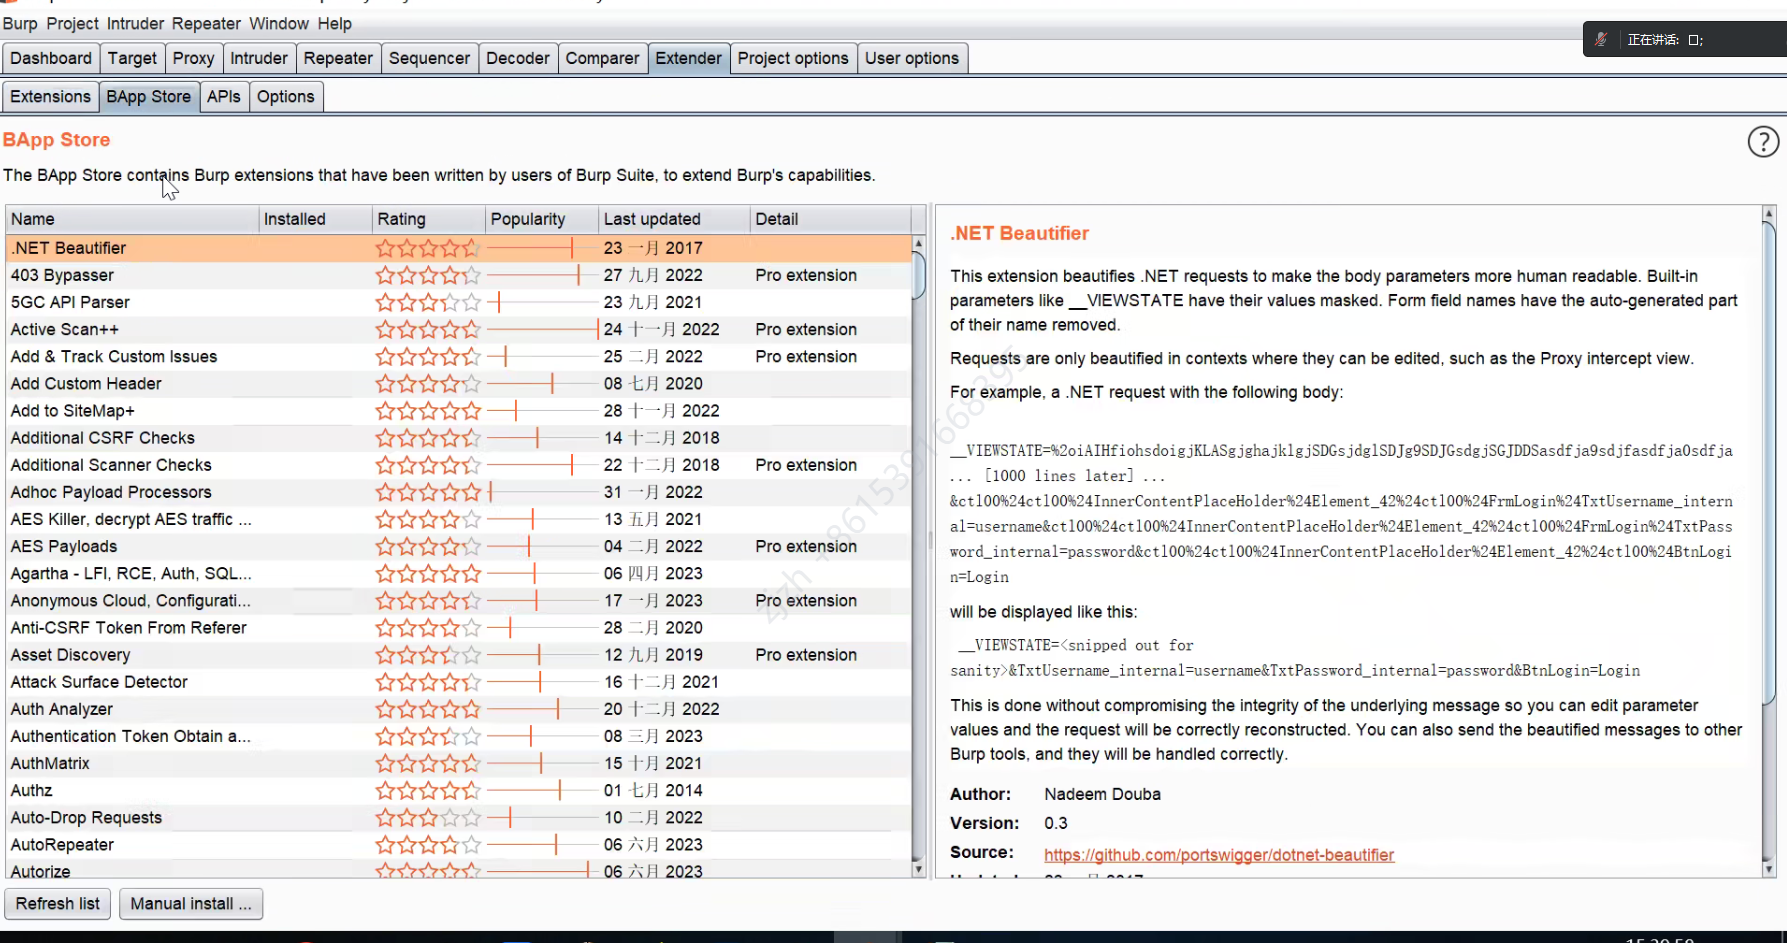 Burp Project Intruder Repeater Window Help
正在讲话: 口;
Dashboard Target Proxy Intruder Repeater Sequencer Decoder Comparer Extender Project options User options
Extensions BApp Store APIs Options
BApp Store
?
The BApp Store contains Burp extensions that have been written by users of Burp Suite, to extend Burp's capabilities.
Name Installed Rating Popularity Last updated Detail
.NET Beautifier 23 一月 2017
403 Bypasser 27 九月 2022 Pro extension
5GC API Parser 23 九月 2021
Active Scan++ 24 十一月 2022 Pro extension
Add & Track Custom Issues 25 二月 2022 Pro extension
Add Custom Header 08 七月 2020
Add to SiteMap+ 28 十一月 2022
Additional CSRF Checks 14 十二月 2018
Additional Scanner Checks 22 十二月 2018 Pro extension
Adhoc Payload Processors 31 一月 2022
AES Killer, decrypt AES traffic ... 13 五月 2021
AES Payloads 04 二月 2022 Pro extension
Agartha - LFI, RCE, Auth, SQL... 06 四月 2023
Anonymous Cloud, Configurati... 17 一月 2023 Pro extension
Anti-CSRF Token From Referer 28 二月 2020
Asset Discovery 12 九月 2019 Pro extension
Attack Surface Detector 16 十二月 2021
Auth Analyzer 20 十二月 2022
Authentication Token Obtain a... 08 三月 2023
AuthMatrix 15 十月 2021
Authz 01 七月 2014
Auto-Drop Requests 10 二月 2022
AutoRepeater 06 六月 2023
Autorize 06 六月 2023
Refresh list Manual install ...
.NET Beautifier
This extension beautifies .NET requests to make the body parameters more human readable. Built-in
parameters like __VIEWSTATE have their values masked. Form field names have the auto-generated part
of their name removed.
Requests are only beautified in contexts where they can be edited, such as the Proxy intercept view.
For example, a .NET request with the following body:
__VIEWSTATE=%2oiAIHfiohsdoigjKLASgjghajklgjSDGsjdglSDJg9SDJGsdgjSGJDDSasdfja9sdjfasdfja0sdfja
... [1000 lines later] ...
&ctl00%24ctl00%24InnerContentPlaceHolder%24Element_42%24ctl00%24FrmLogin%24TxtUsername_intern
al=username&ctl00%24ctl00%24InnerContentPlaceHolder%24Element_42%24ctl00%24FrmLogin%24TxtPass
word_internal=password&ctl00%24ctl00%24InnerContentPlaceHolder%24Element_42%24ctl00%24BtnLogi
n=Login
will be displayed like this:
__VIEWSTATE=<snipped out for
sanity>&TxtUsername_internal=username&TxtPassword_internal=password&BtnLogin=Login
This is done without compromising the integrity of the underlying message so you can edit parameter
values and the request will be correctly reconstructed. You can also send the beautified messages to other
Burp tools, and they will be handled correctly.
Author: Nadeem Douba
Version: 0.3
Source: https://github.com/portswigger/dotnet-beautifier
zjzh +8615391668395